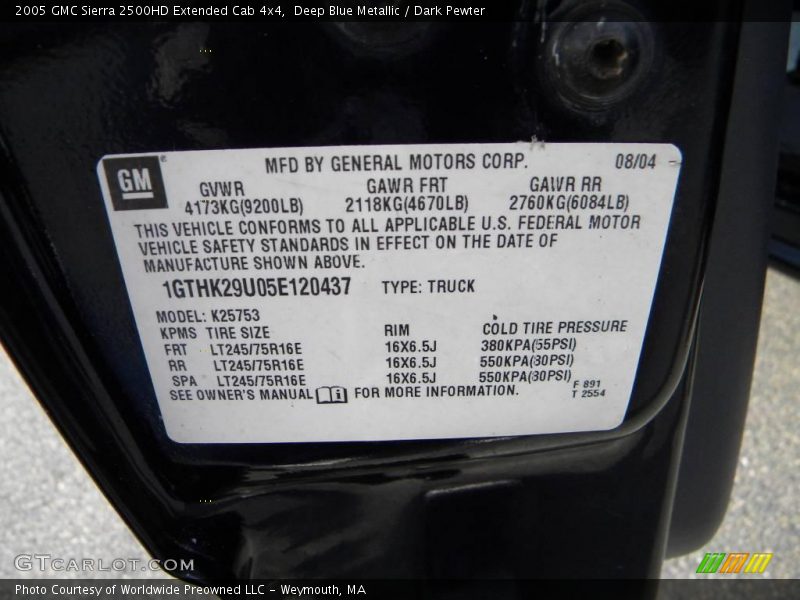 2005 GMC Sierra 2500HD Extended Cab 4x4, Deep Blue Metallic / Dark Pewter
GM
MFD BY GENERAL MOTORS CORP. 08/04
GVWR GAWR FRT GAWR RR
4173KG(9200LB) 2118KG(4670LB) 2760KG(6084LB)
THIS VEHICLE CONFORMS TO ALL APPLICABLE U.S. FEDERAL MOTOR
VEHICLE SAFETY STANDARDS IN EFFECT ON THE DATE OF
MANUFACTURE SHOWN ABOVE.
1GTHK29U05E120437 TYPE: TRUCK
MODEL: K25753
KPMS TIRE SIZE RIM COLD TIRE PRESSURE
FRT LT245/75R16E 16X6.5J 380KPA(55PSI)
RR LT245/75R16E 16X6.5J 550KPA(80PSI)
SPA LT245/75R16E 16X6.5J 550KPA(80PSI)
SEE OWNER'S MANUAL FOR MORE INFORMATION.
F 891
T 2554
GTCARLOT.COM
Photo Courtesy of Worldwide Preowned LLC - Weymouth, MA